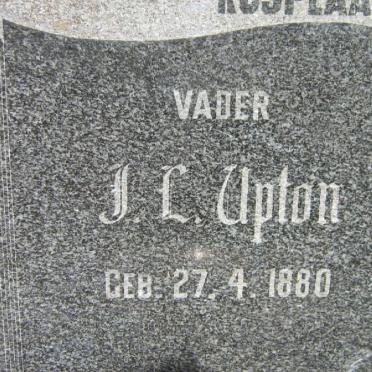 VADER
J. L. Upton
GEB. 27. 4. 1880